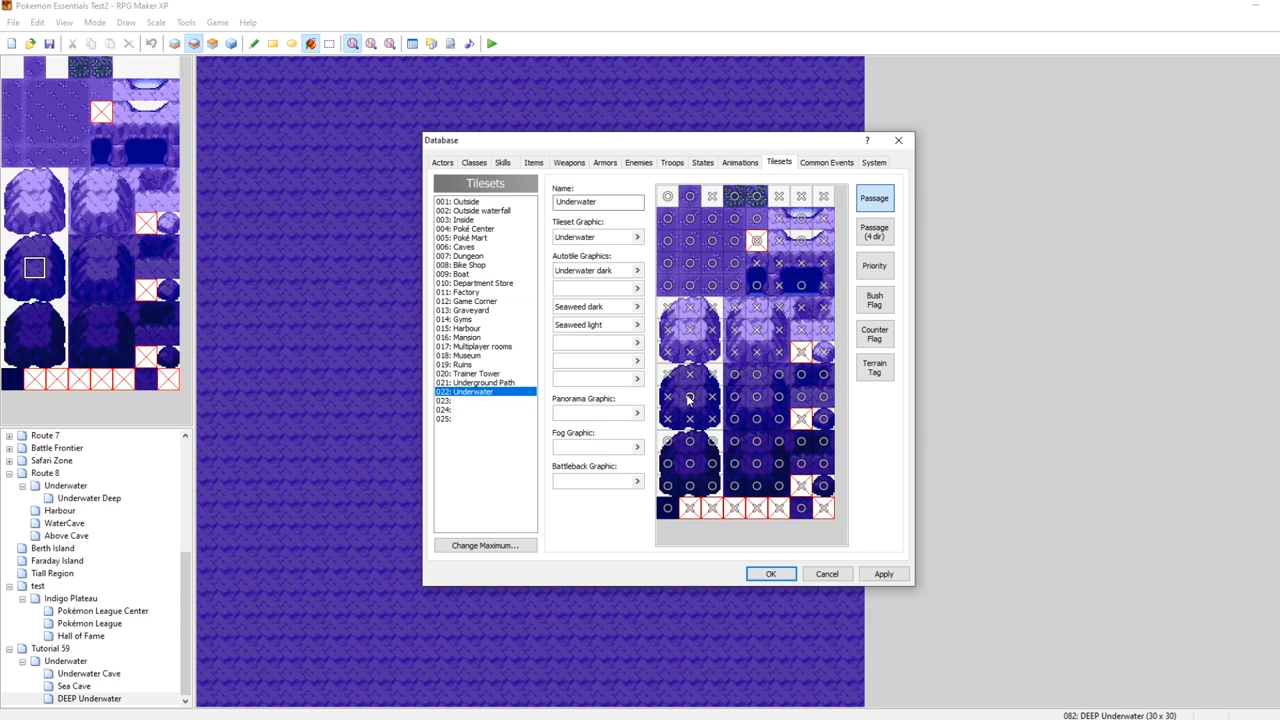 Pokemon Essentials Test2 - RPG Maker XP
File Edit View Mode Draw Scale Tools Game Help
Database
?
Actors Classes Skills Items Weapons Armors Enemies Troops States Animations Tilesets Common Events System
Tilesets
001: Outside
002: Outside waterfall
003: Inside
004: Poké Center
005: Poké Mart
006: Caves
007: Dungeon
008: Bike Shop
009: Boat
010: Department Store
011: Factory
012: Game Corner
013: Graveyard
014: Gyms
015: Harbour
016: Mansion
017: Multiplayer rooms
018: Museum
019: Ruins
020: Trainer Tower
021: Underground Path
022: Underwater
023:
024:
025:
Change Maximum...
Name:
Underwater
Tileset Graphic:
Underwater
Autotile Graphics:
Underwater dark
Seaweed dark
Seaweed light
Panorama Graphic:
Fog Graphic:
Battleback Graphic:
Passage
Passage
(4 dir)
Priority
Bush
Flag
Counter
Flag
Terrain
Tag
OK Cancel Apply
Route 7
Battle Frontier
Safari Zone
Route 8
Underwater
Underwater Deep
Harbour
WaterCave
Above Cave
Berth Island
Faraday Island
Tiall Region
test
Indigo Plateau
Pokémon League Center
Pokémon League
Hall of Fame
Tutorial 59
Underwater
Underwater Cave
Sea Cave
DEEP Underwater
082: DEEP Underwater (30 x 30)